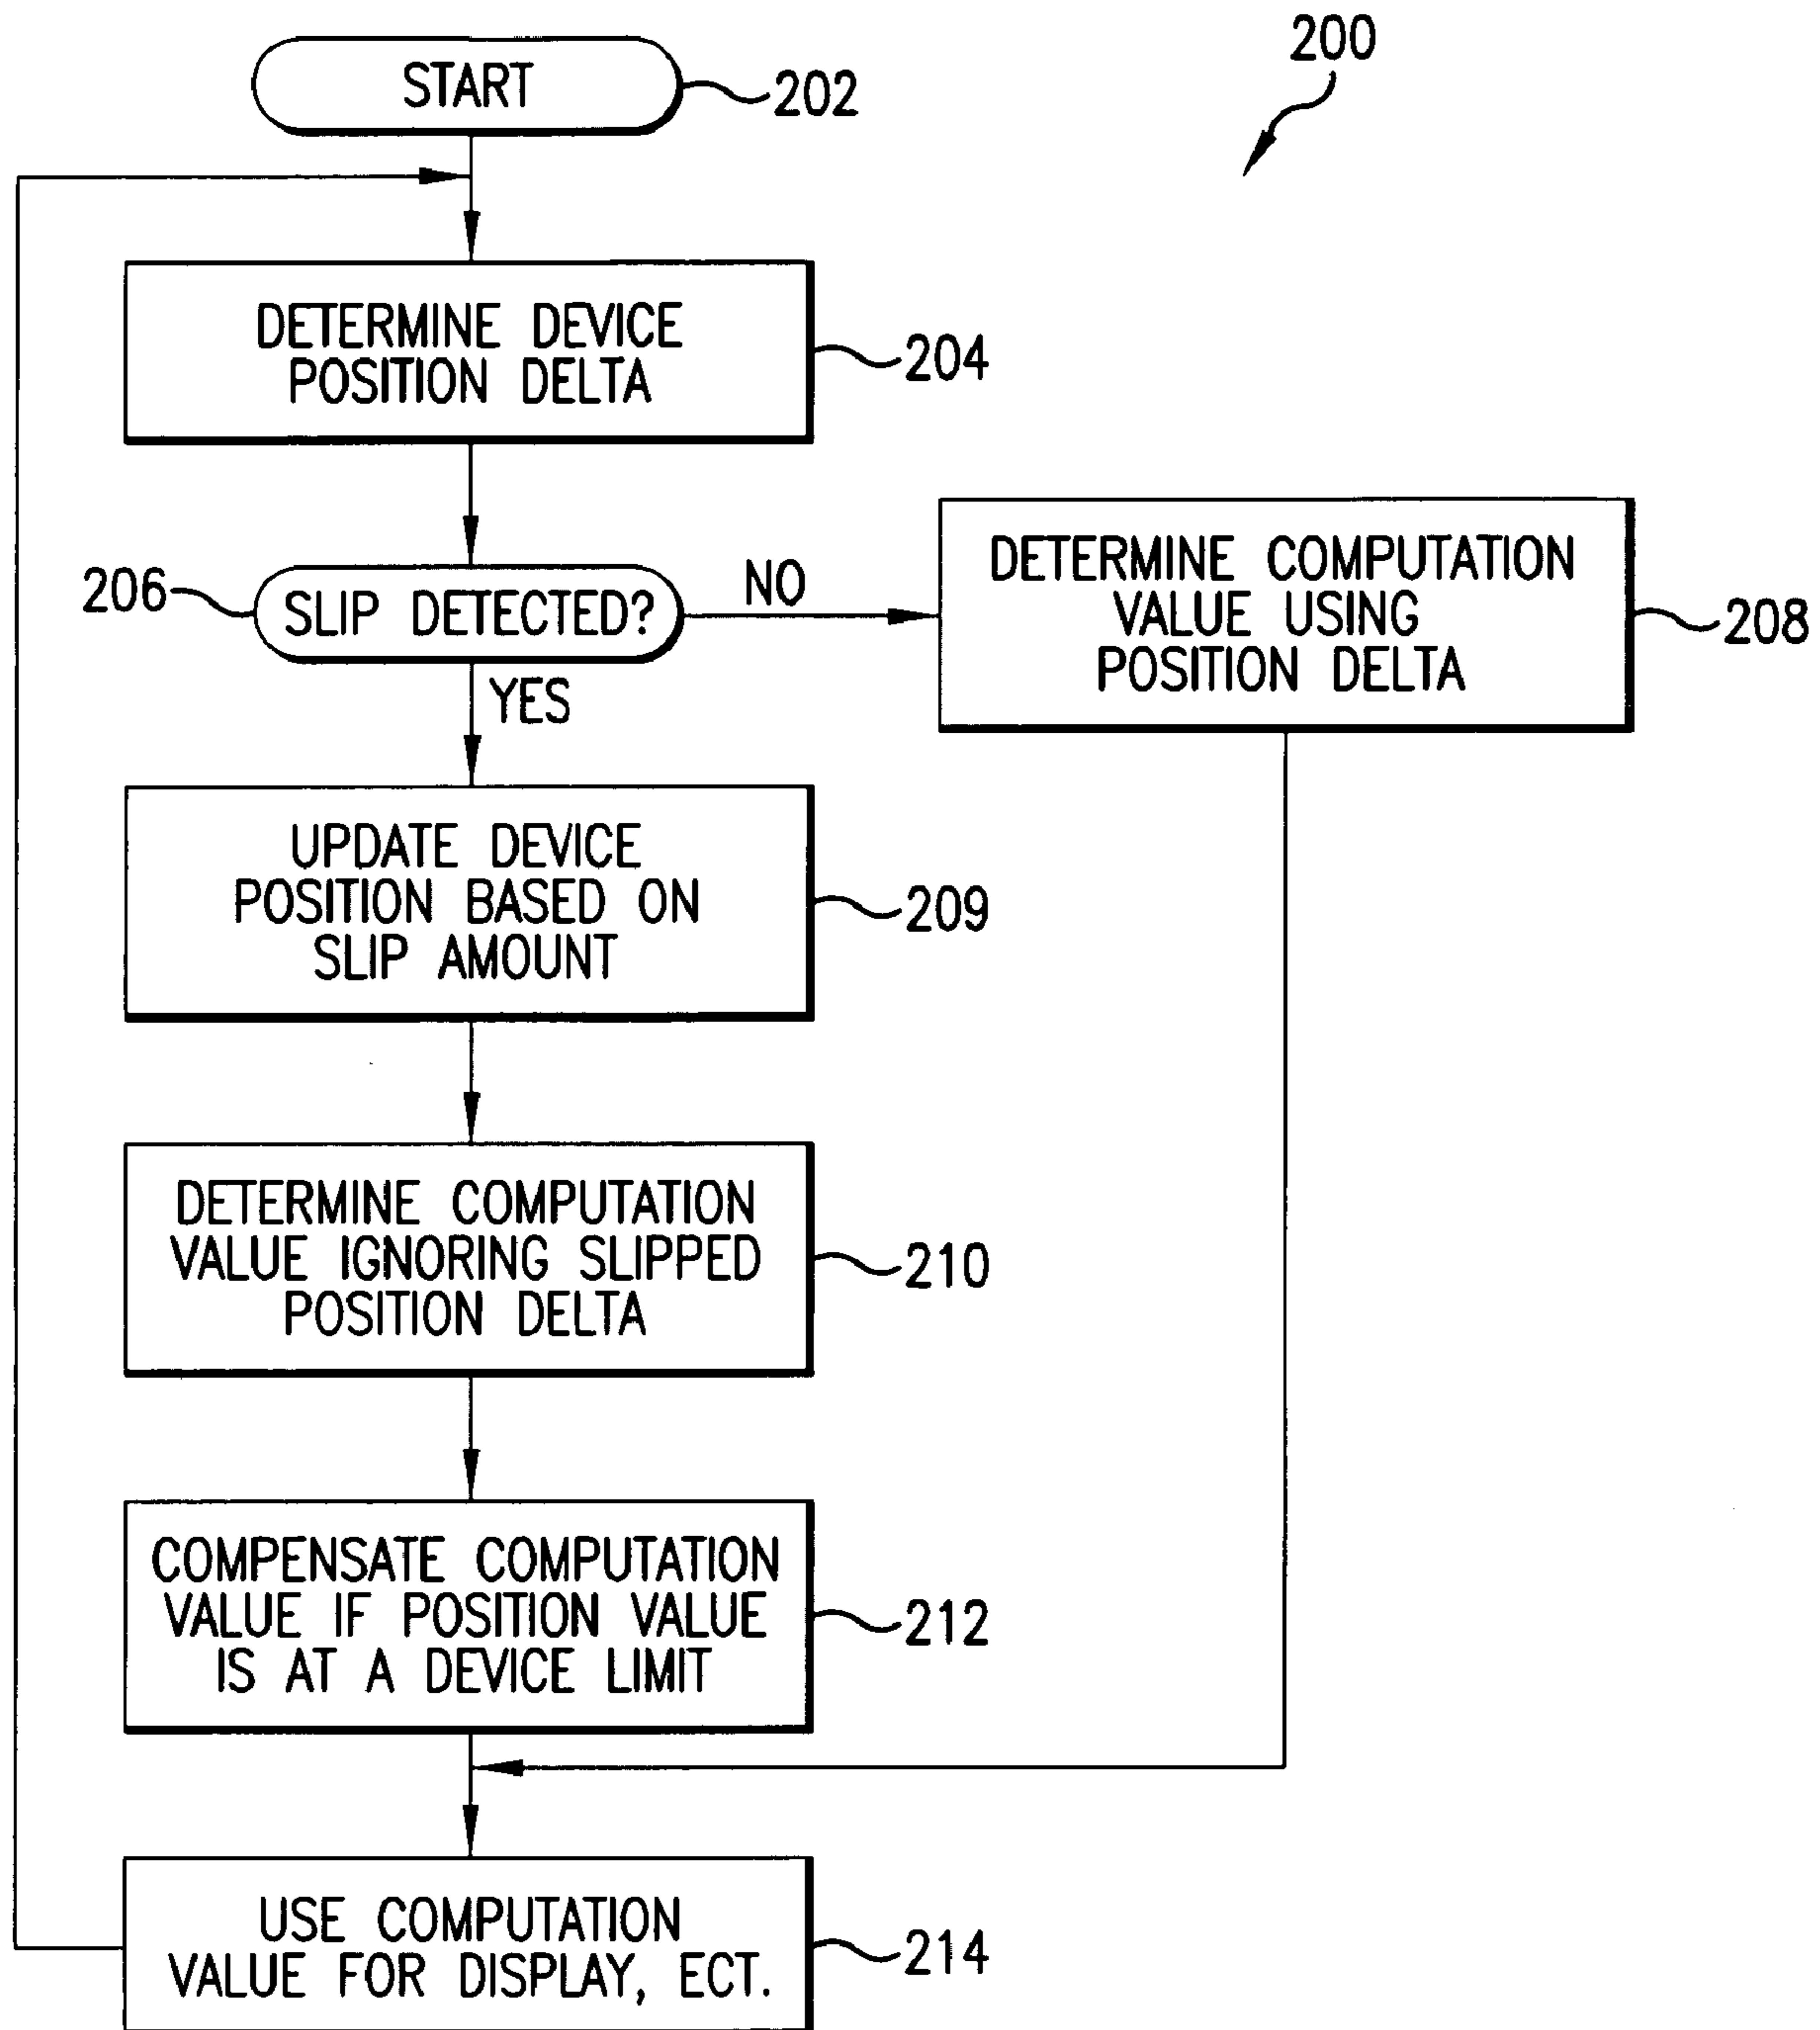 200
START
202
DETERMINE DEVICE
POSITION DELTA
204
206
SLIP DETECTED?
NO
YES
DETERMINE COMPUTATION
VALUE USING
POSITION DELTA
208
UPDATE DEVICE
POSITION BASED ON
SLIP AMOUNT
209
DETERMINE COMPUTATION
VALUE IGNORING SLIPPED
POSITION DELTA
210
COMPENSATE COMPUTATION
VALUE IF POSITION VALUE
IS AT A DEVICE LIMIT
212
USE COMPUTATION
VALUE FOR DISPLAY, ECT.
214